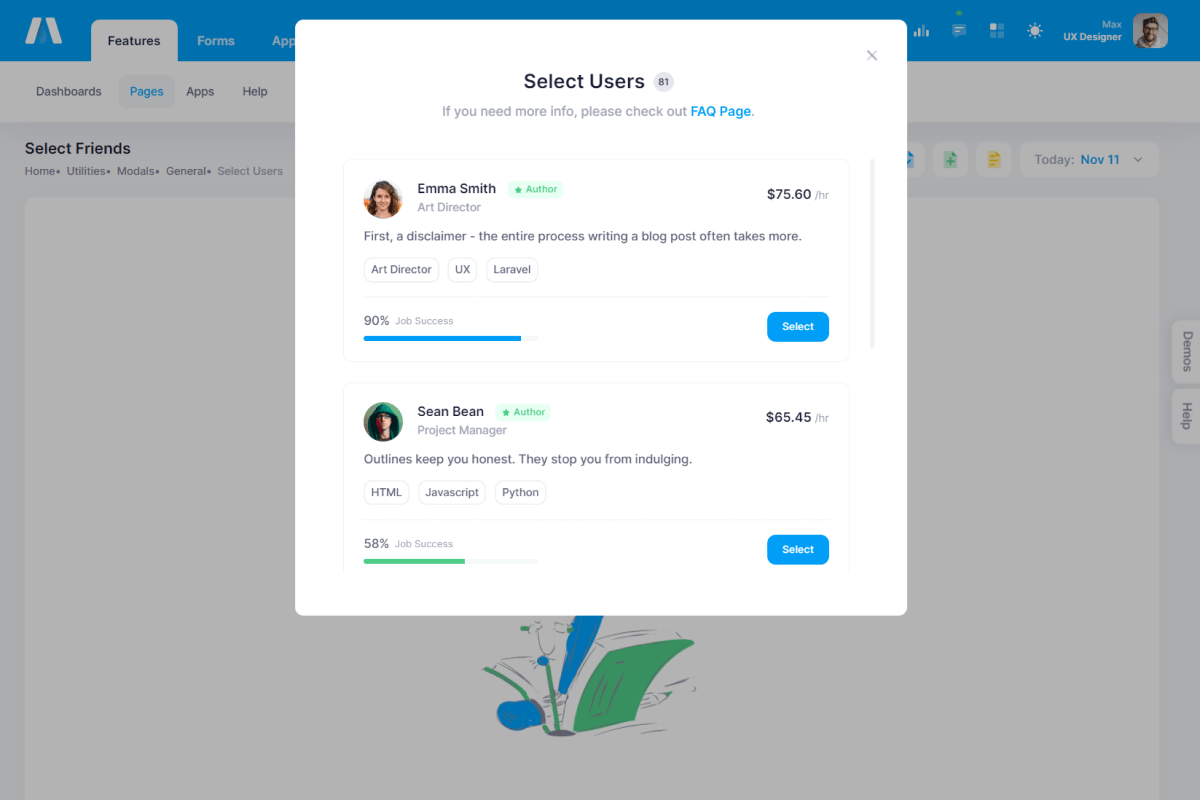 Features
Forms
App
Max
UX Designer
Dashboards
Pages
Apps
Help
Select Friends
Home• Utilities• Modals• General• Select Users
Today: Nov 11
Select Users 81
If you need more info, please check out FAQ Page.
Emma Smith
Author
Art Director
$75.60 /hr
First, a disclaimer - the entire process writing a blog post often takes more.
Art Director
UX
Laravel
90% Job Success
Select
Sean Bean
Author
Project Manager
$65.45 /hr
Outlines keep you honest. They stop you from indulging.
HTML
Javascript
Python
58% Job Success
Select
Demos
Help